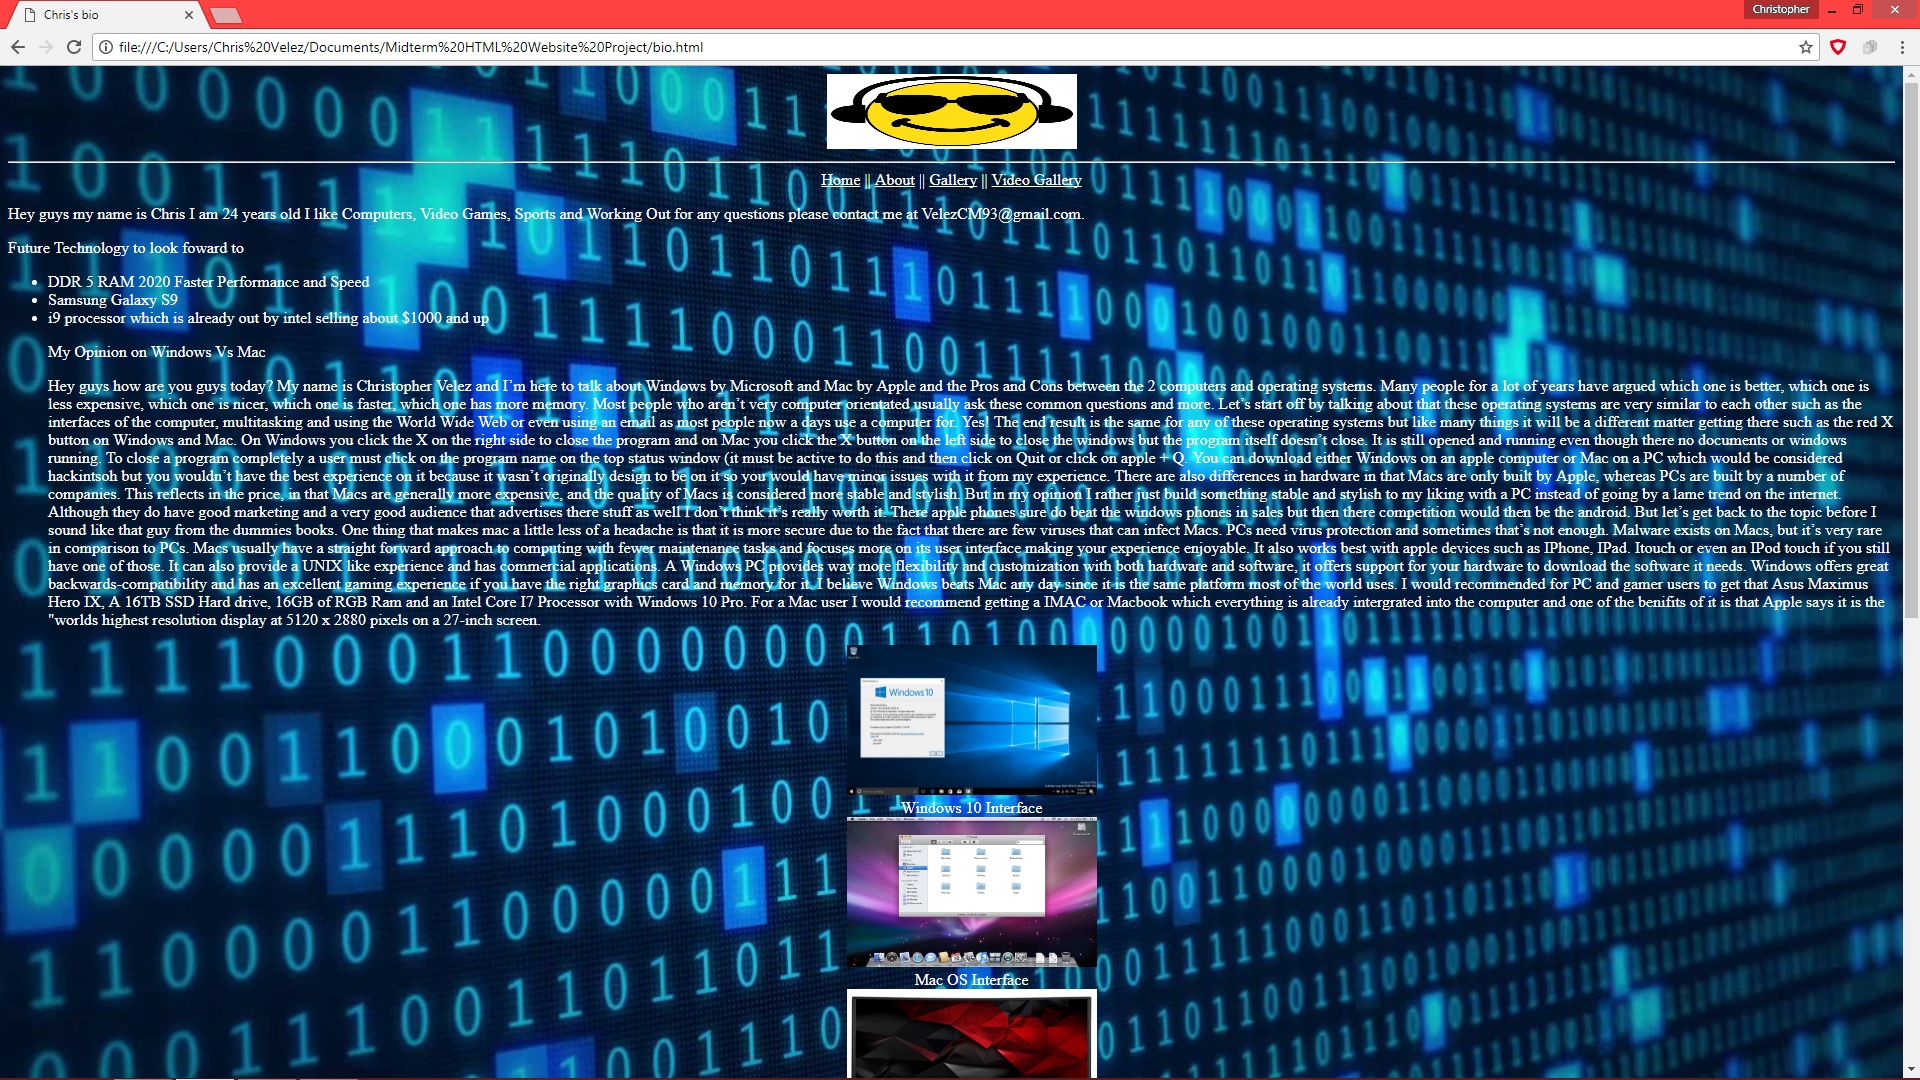 Chris's bio
Christopher
file:///C:/Users/Chris%20Velez/Documents/Midterm%20HTML%20Website%20Project/bio.html
Home || About || Gallery || Video Gallery
Hey guys my name is Chris I am 24 years old I like Computers, Video Games, Sports and Working Out for any questions please contact me at VelezCM93@gmail.com.
Future Technology to look foward to
• DDR 5 RAM 2020 Faster Performance and Speed
• Samsung Galaxy S9
• i9 processor which is already out by intel selling about $1000 and up
My Opinion on Windows Vs Mac
Hey guys how are you guys today? My name is Christopher Velez and I’m here to talk about Windows by Microsoft and Mac by Apple and the Pros and Cons between the 2 computers and operating systems. Many people for a lot of years have argued which one is better, which one is
less expensive, which one is nicer, which one is faster, which one has more memory. Most people who aren’t very computer orientated usually ask these common questions and more. Let’s start off by talking about that these operating systems are very similar to each other such as the
interfaces of the computer, multitasking and using the World Wide Web or even using an email as most people now a days use a computer for. Yes! The end result is the same for any of these operating systems but like many things it will be a different matter getting there such as the red X
button on Windows and Mac. On Windows you click the X on the right side to close the program and on Mac you click the X button on the left side to close the windows but the program itself doesn’t close. It is still opened and running even though there no documents or windows
running. To close a program completely a user must click on the program name on the top status window (it must be active to do this and then click on Quit or click on apple + Q. You can download either Windows on an apple computer or Mac on a PC which would be considered
hackintsoh but you wouldn’t have the best experience on it because it wasn’t originally design to be on it so you would have minor issues with it from my experience. There are also differences in hardware in that Macs are only built by Apple, whereas PCs are built by a number of
companies. This reflects in the price, in that Macs are generally more expensive, and the quality of Macs is considered more stable and stylish. But in my opinion I rather just build something stable and stylish to my liking with a PC instead of going by a lame trend on the internet.
Although they do have good marketing and a very good audience that advertises there stuff as well I don’t think it’s really worth it. There apple phones sure do beat the windows phones in sales but then there competition would then be the android. But let’s get back to the topic before I
sound like that guy from the dummies books. One thing that makes mac a little less of a headache is that it is more secure due to the fact that there are few viruses that can infect Macs. PCs need virus protection and sometimes that’s not enough. Malware exists on Macs, but it’s very rare
in comparison to PCs. Macs usually have a straight forward approach to computing with fewer maintenance tasks and focuses more on its user interface making your experience enjoyable. It also works best with apple devices such as IPhone, IPad. Itouch or even an IPod touch if you still
have one of those. It can also provide a UNIX like experience and has commercial applications. A Windows PC provides way more flexibility and customization with both hardware and software, it offers support for your hardware to download the software it needs. Windows offers great
backwards-compatibility and has an excellent gaming experience if you have the right graphics card and memory for it. I believe Windows beats Mac any day since it is the same platform most of the world uses. I would recommended for PC and gamer users to get that Asus Maximus
Hero IX, A 16TB SSD Hard drive, 16GB of RGB Ram and an Intel Core I7 Processor with Windows 10 Pro. For a Mac user I would recommend getting a IMAC or Macbook which everything is already intergrated into the computer and one of the benifits of it is that Apple says it is the
"worlds highest resolution display at 5120 x 2880 pixels on a 27-inch screen.
Windows 10
Windows 10 Interface
Mac OS Interface